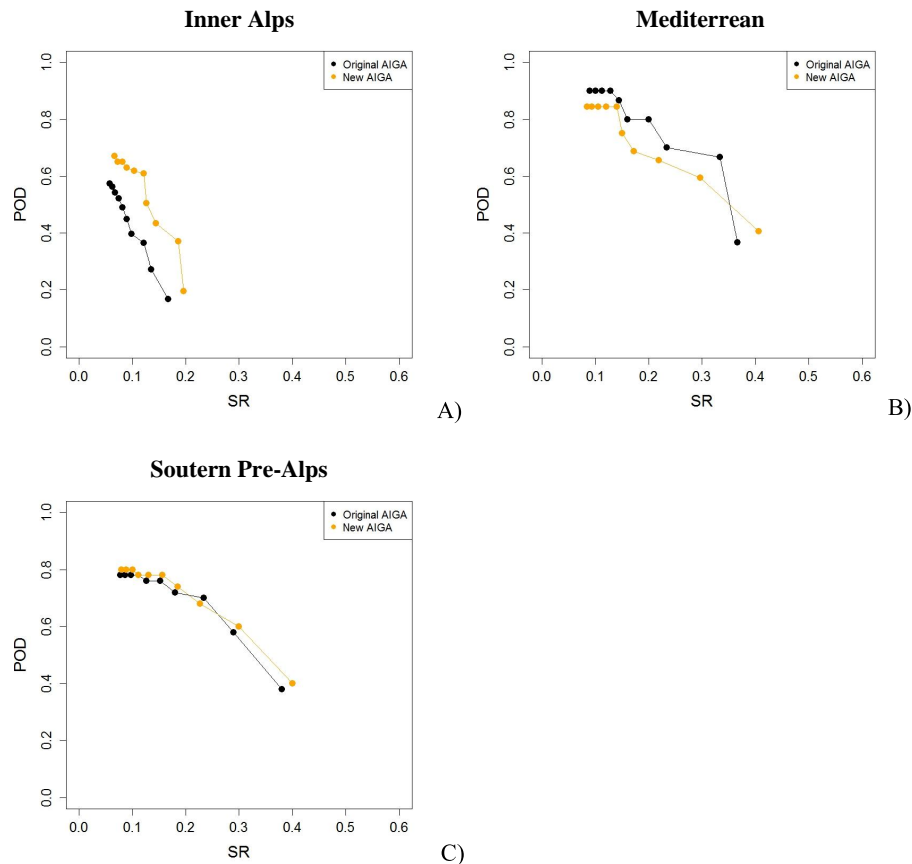 Inner Alps
Original AIGA
New AIGA
POD
0.0 0.2 0.4 0.6 0.8 1.0
0.0 0.1 0.2 0.3 0.4 0.5 0.6
SR
A)
Mediterrean
Original AIGA
New AIGA
POD
0.0 0.2 0.4 0.6 0.8 1.0
0.0 0.1 0.2 0.3 0.4 0.5 0.6
SR
B)
Soutern Pre-Alps
Original AIGA
New AIGA
POD
0.0 0.2 0.4 0.6 0.8 1.0
0.0 0.1 0.2 0.3 0.4 0.5 0.6
SR
C)